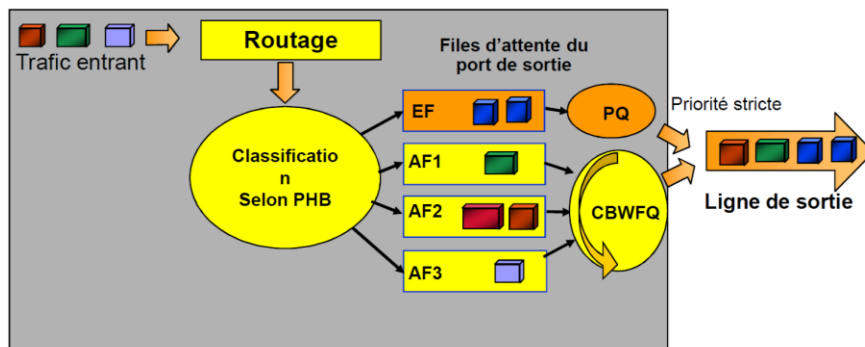 Trafic entrant
Routage
Files d'attente du
port de sortie
Classificatio
n
Selon PHB
EF
AF1
AF2
AF3
PQ
CBWFQ
Priorité stricte
Ligne de sortie